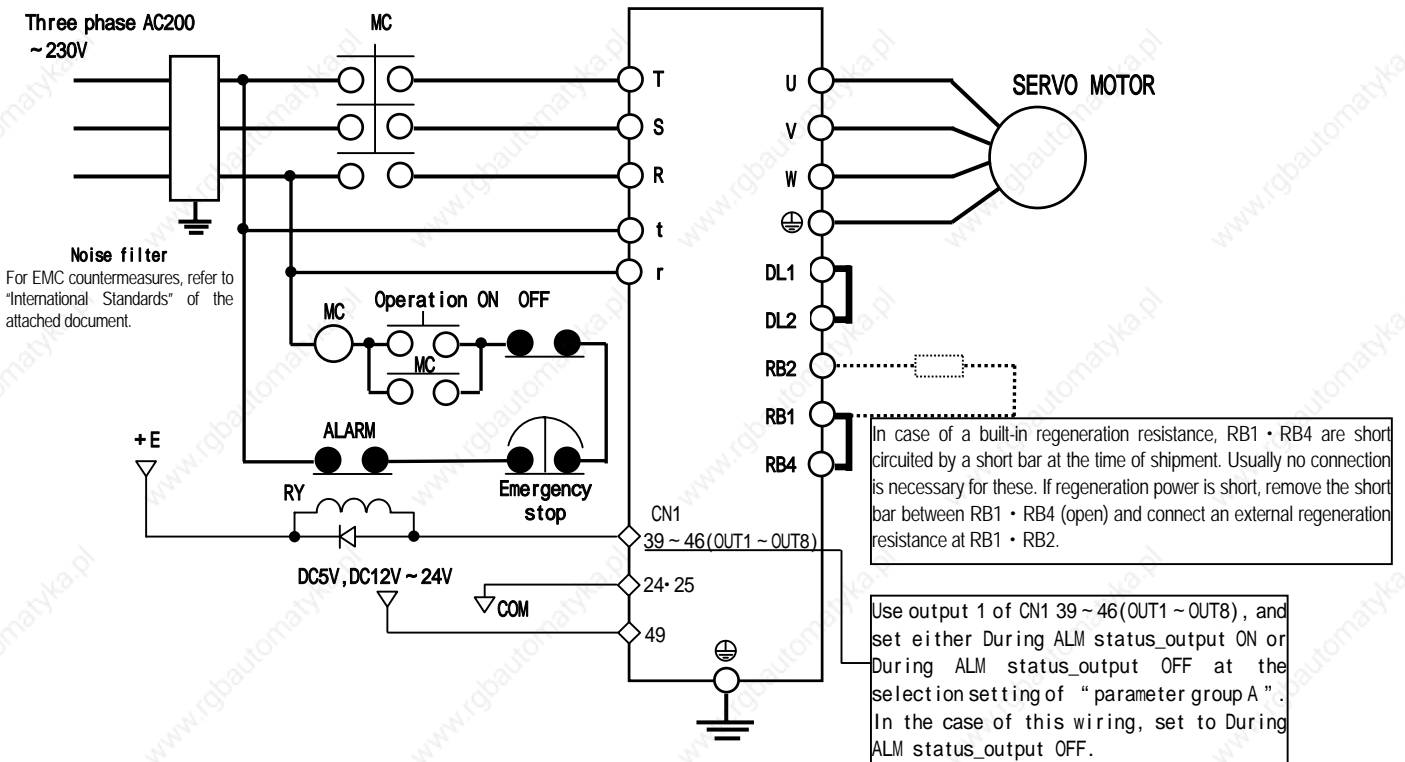 Three phase AC200
~230V
MC
T
S
R
t
r
U
V
W
SERVO MOTOR
DL1
DL2
RB2
RB1
RB4
Noise filter
For EMC countermeasures, refer to
"International Standards" of the
attached document.
Operation ON OFF
MC
MC
ALARM
Emergency
stop
+E
RY
DC5V,DC12V~24V
COM
CN1
39~46(OUT1~OUT8)
24・25
49
In case of a built-in regeneration resistance, RB1・RB4 are short
circuited by a short bar at the time of shipment. Usually no connection
is necessary for these. If regeneration power is short, remove the short
bar between RB1・RB4 (open) and connect an external regeneration
resistance at RB1・RB2.
Use output 1 of CN1 39~46(OUT1~OUT8), and
set either During ALM status_output ON or
During ALM status_output OFF at the
selection setting of "parameter group A".
In the case of this wiring, set to During
ALM status_output OFF.
www.rgbautomatyka.pl